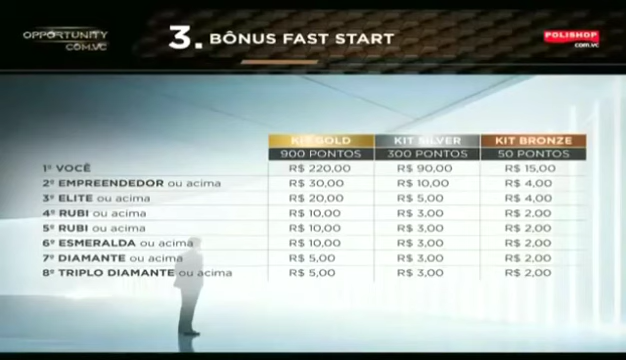 OPPORTUNITY
COM.VC
3. BÔNUS FAST START
POLISHOP
com.vc
KIT GOLD KIT SILVER KIT BRONZE
900 PONTOS 300 PONTOS 50 PONTOS
1º VOCÊ R$ 220,00 R$ 90,00 R$ 15,00
2º EMPREENDEDOR ou acima R$ 30,00 R$ 10,00 R$ 4,00
3º ELITE ou acima R$ 20,00 R$ 5,00 R$ 4,00
4º RUBI ou acima R$ 10,00 R$ 3,00 R$ 2,00
5º RUBI ou acima R$ 10,00 R$ 3,00 R$ 2,00
6º ESMERALDA ou acima R$ 10,00 R$ 3,00 R$ 2,00
7º DIAMANTE ou acima R$ 5,00 R$ 3,00 R$ 2,00
8º TRIPLO DIAMANTE ou acima R$ 5,00 R$ 3,00 R$ 2,00